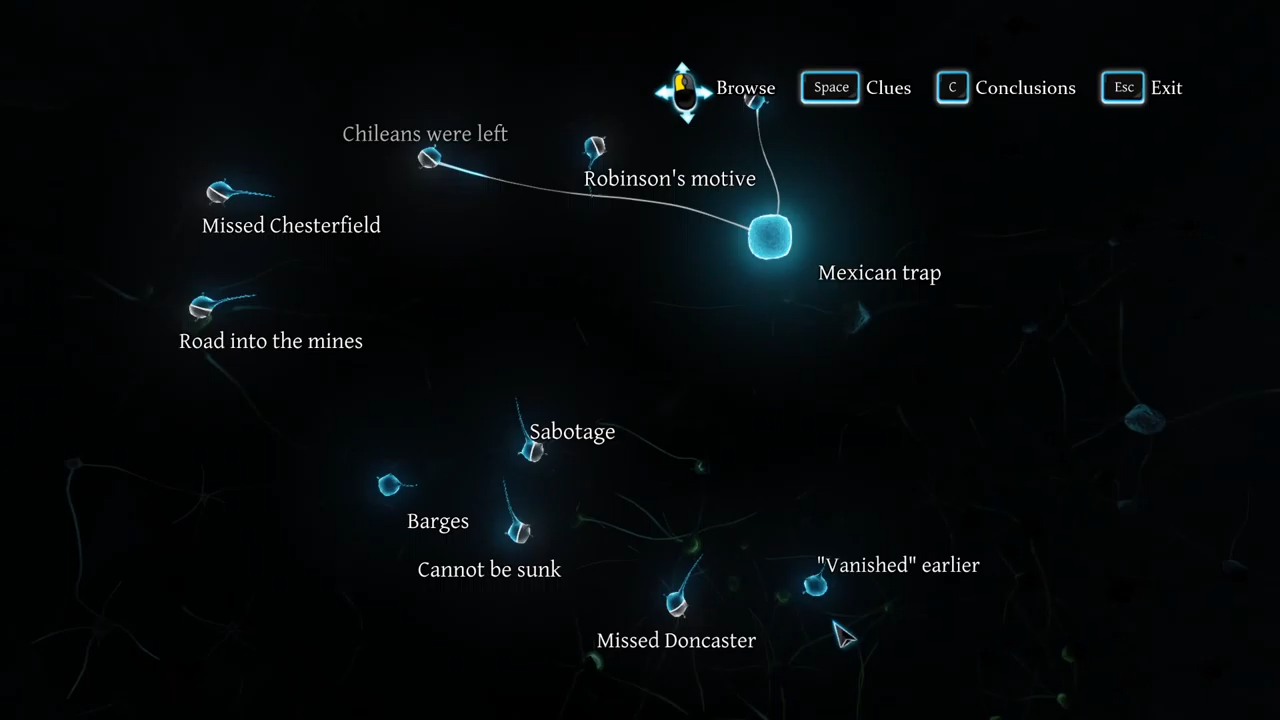 Browse
Space
Clues
C
Conclusions
Esc
Exit
Chileans were left
Robinson's motive
Missed Chesterfield
Mexican trap
Road into the mines
Sabotage
Barges
Cannot be sunk
"Vanished" earlier
Missed Doncaster